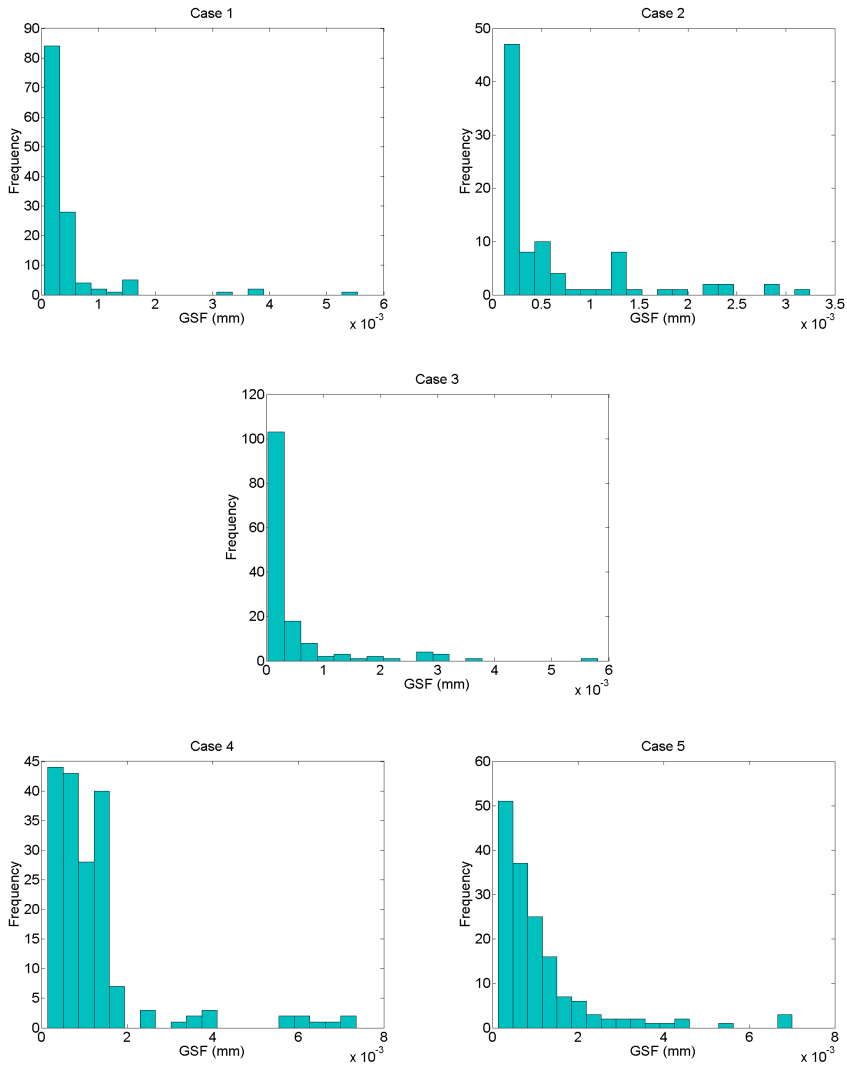 Case 1
90
80
70
60
50
40
30
20
10
0
Frequency
0 1 2 3 4 5 6
GSF (mm)
x 10^-3
Case 2
50
40
30
20
10
0
Frequency
0 0.5 1 1.5 2 2.5 3 3.5
GSF (mm)
x 10^-3
Case 3
120
100
80
60
40
20
0
Frequency
0 1 2 3 4 5 6
GSF (mm)
x 10^-3
Case 4
45
40
35
30
25
20
15
10
5
0
Frequency
0 2 4 6 8
GSF (mm)
x 10^-3
Case 5
60
50
40
30
20
10
0
Frequency
0 2 4 6 8
GSF (mm)
x 10^-3